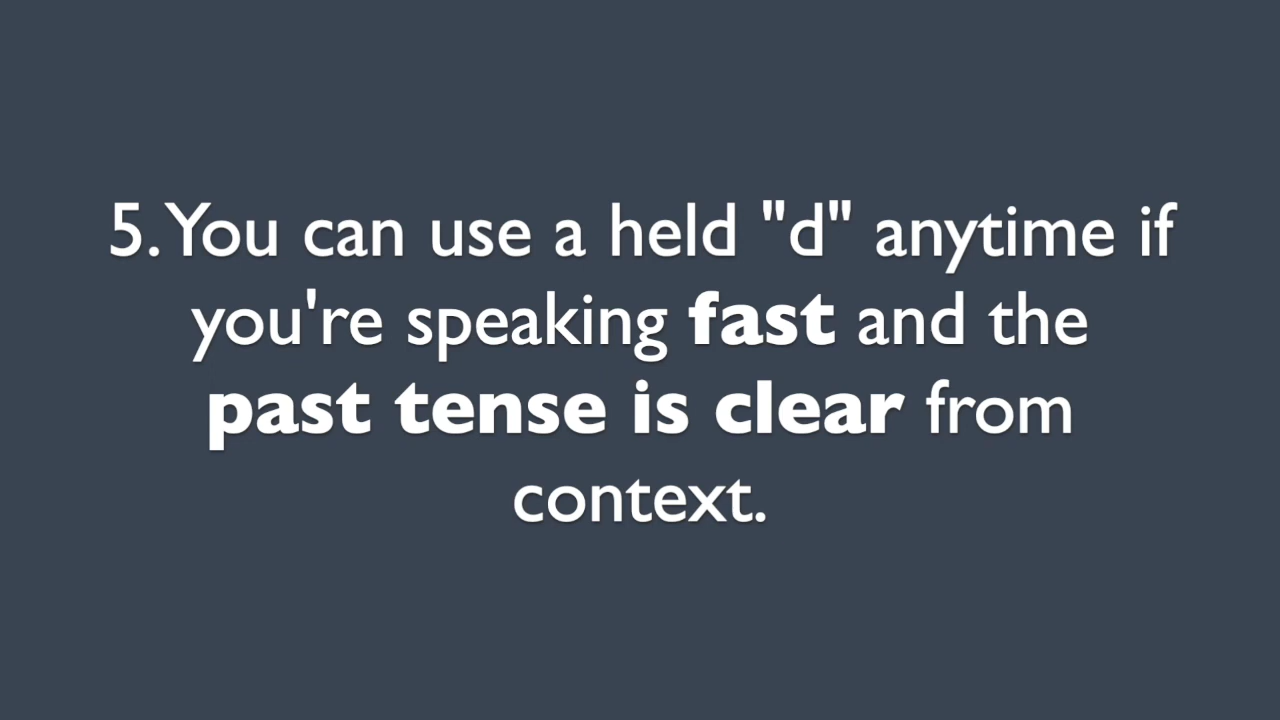 5. You can use a held "d" anytime if
you're speaking fast and the
past tense is clear from
context.